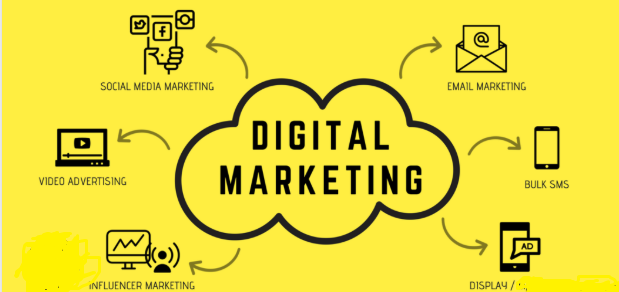 SOCIAL MEDIA MARKETING
@
EMAIL MARKETING
DIGITAL
MARKETING
VIDEO ADVERTISING
BULK SMS
AD
INFLUENCER MARKETING
DISPLAY /